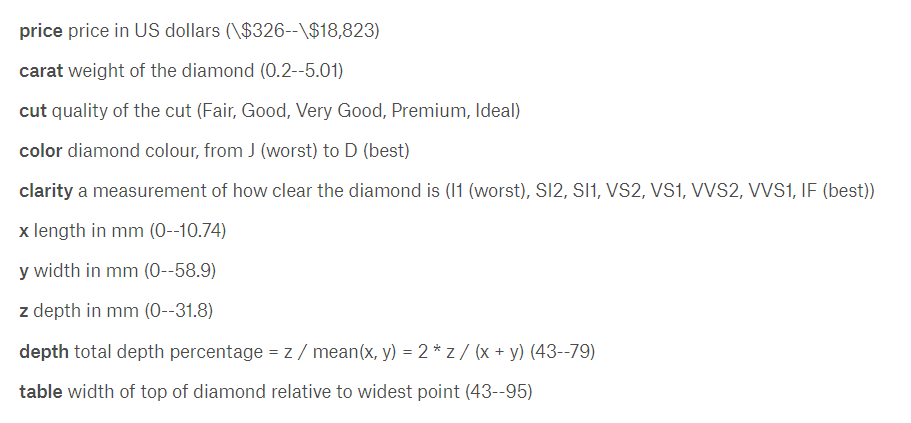 price price in US dollars (\$326--\$18,823)
carat weight of the diamond (0.2--5.01)
cut quality of the cut (Fair, Good, Very Good, Premium, Ideal)
color diamond colour, from J (worst) to D (best)
clarity a measurement of how clear the diamond is (I1 (worst), SI2, SI1, VS2, VS1, VVS2, VVS1, IF (best))
x length in mm (0--10.74)
y width in mm (0--58.9)
z depth in mm (0--31.8)
depth total depth percentage = z / mean(x, y) = 2 * z / (x + y) (43--79)
table width of top of diamond relative to widest point (43--95)